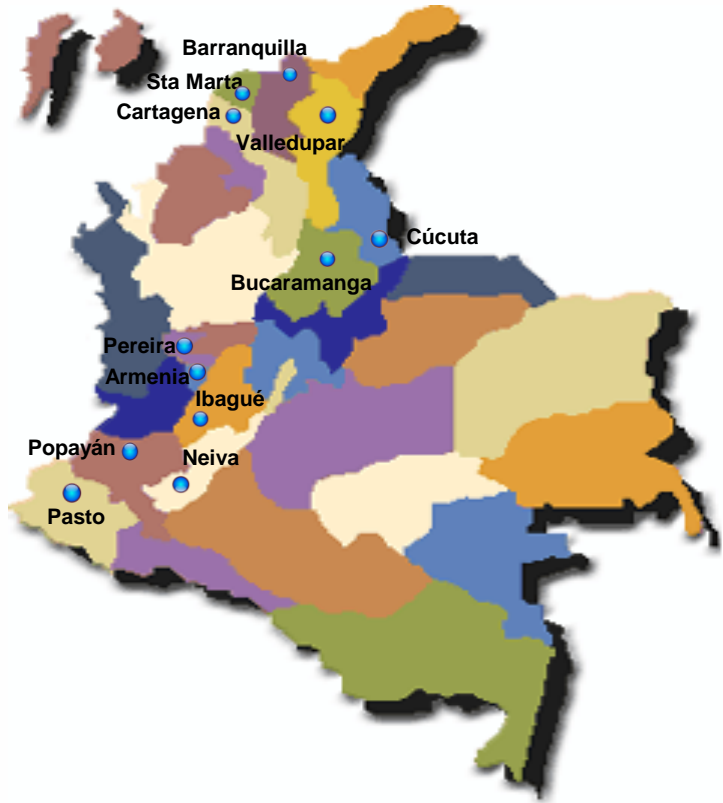 Barranquilla
Sta Marta
Cartagena
Valledupar
Cúcuta
Bucaramanga
Pereira
Armenia
Ibagué
Popayán
Neiva
Pasto